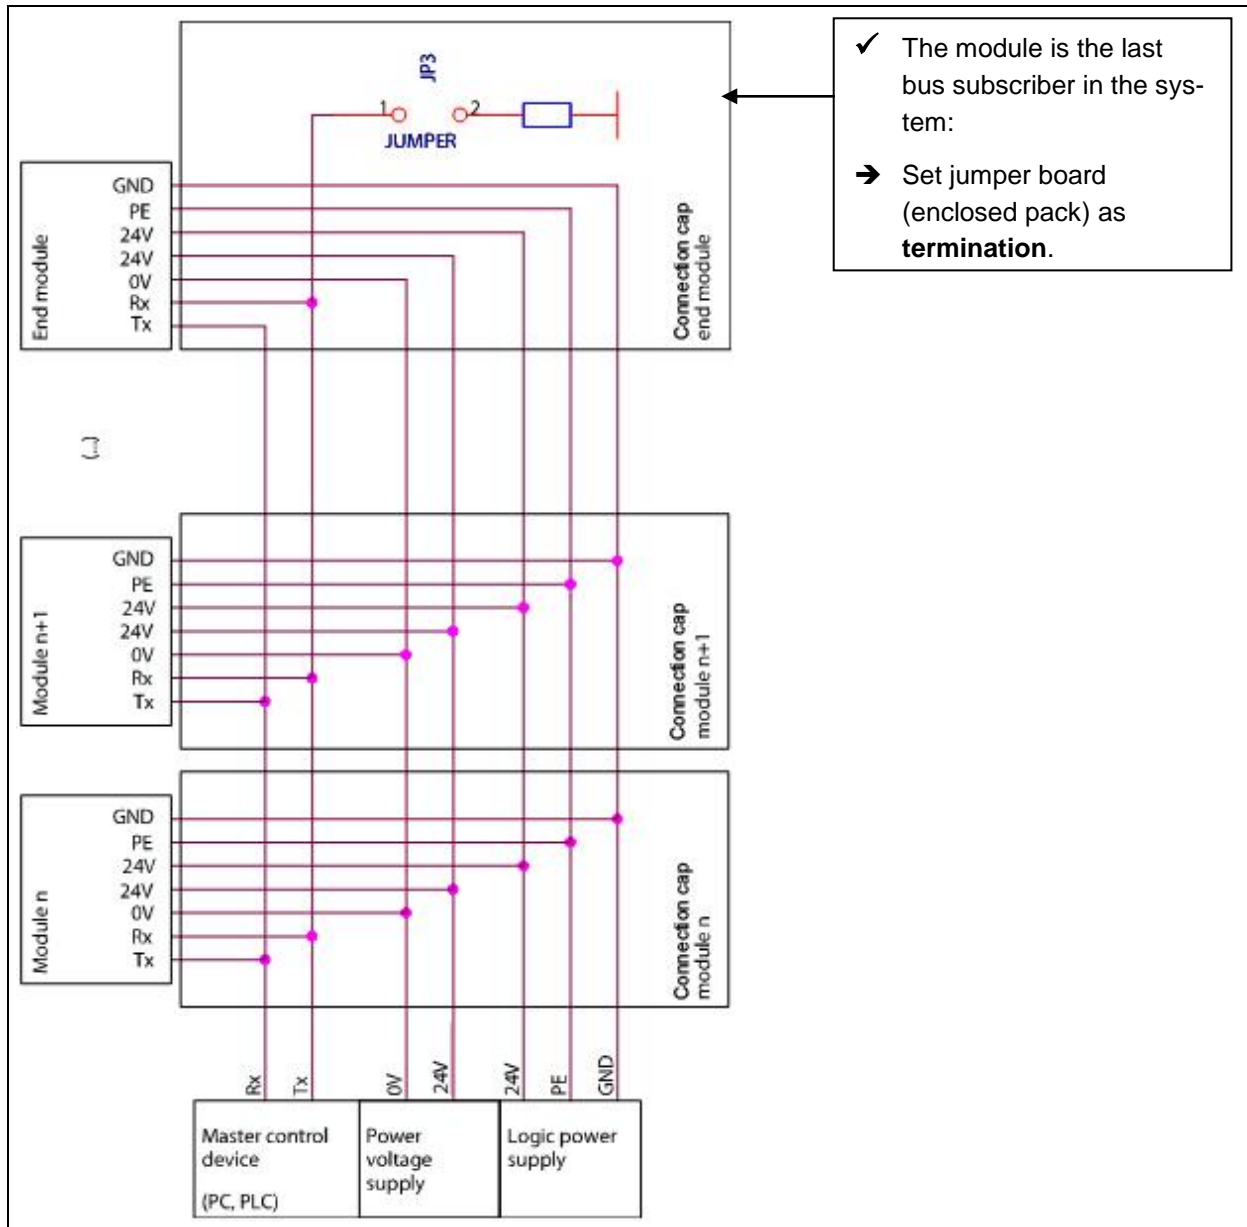 JP3
1
2
JUMPER
✓ The module is the last
bus subscriber in the sys-
tem:
➔ Set jumper board
(enclosed pack) as
termination.
End module
GND
PE
24V
24V
0V
Rx
Tx
Connection cap
end module
(...)
Module n+1
GND
PE
24V
24V
0V
Rx
Tx
Connection cap
module n+1
Module n
GND
PE
24V
24V
0V
Rx
Tx
Connection cap
module n
Rx
Tx
0V
24V
24V
PE
GND
Master control
device
(PC, PLC)
Power
voltage
supply
Logic power
supply